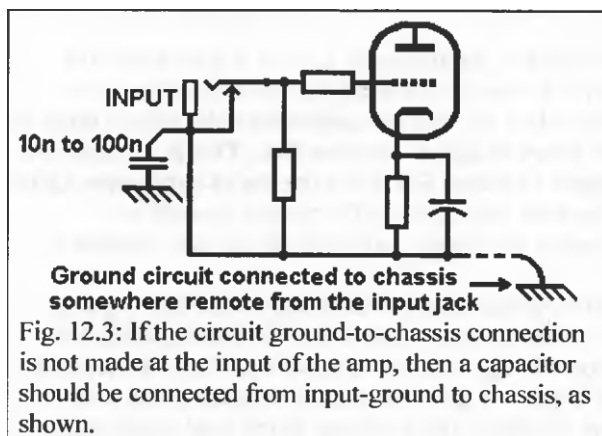 INPUT
10n to 100n
Ground circuit connected to chassis
somewhere remote from the input jack
Fig. 12.3: If the circuit ground-to-chassis connection
is not made at the input of the amp, then a capacitor
should be connected from input-ground to chassis, as
shown.